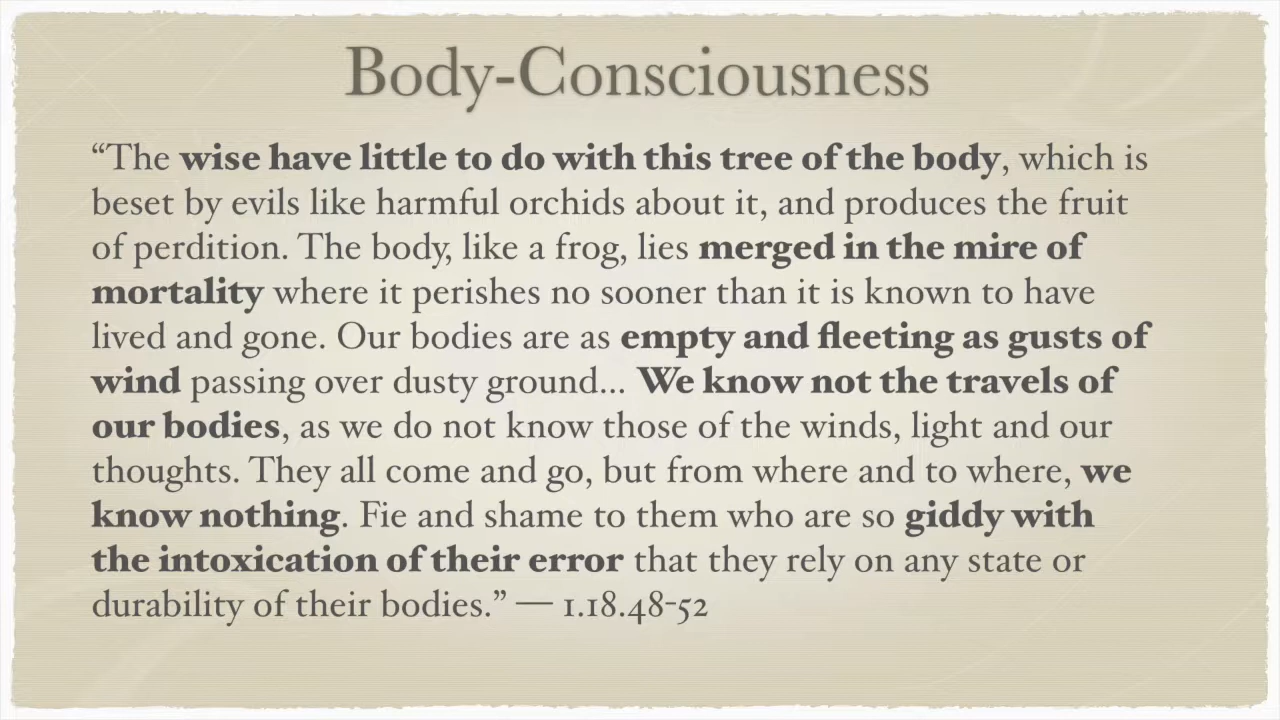 Body-Consciousness
“The wise have little to do with this tree of the body, which is
beset by evils like harmful orchids about it, and produces the fruit
of perdition. The body, like a frog, lies merged in the mire of
mortality where it perishes no sooner than it is known to have
lived and gone. Our bodies are as empty and fleeting as gusts of
wind passing over dusty ground... We know not the travels of
our bodies, as we do not know those of the winds, light and our
thoughts. They all come and go, but from where and to where, we
know nothing. Fie and shame to them who are so giddy with
the intoxication of their error that they rely on any state or
durability of their bodies.” — 1.18.48-52